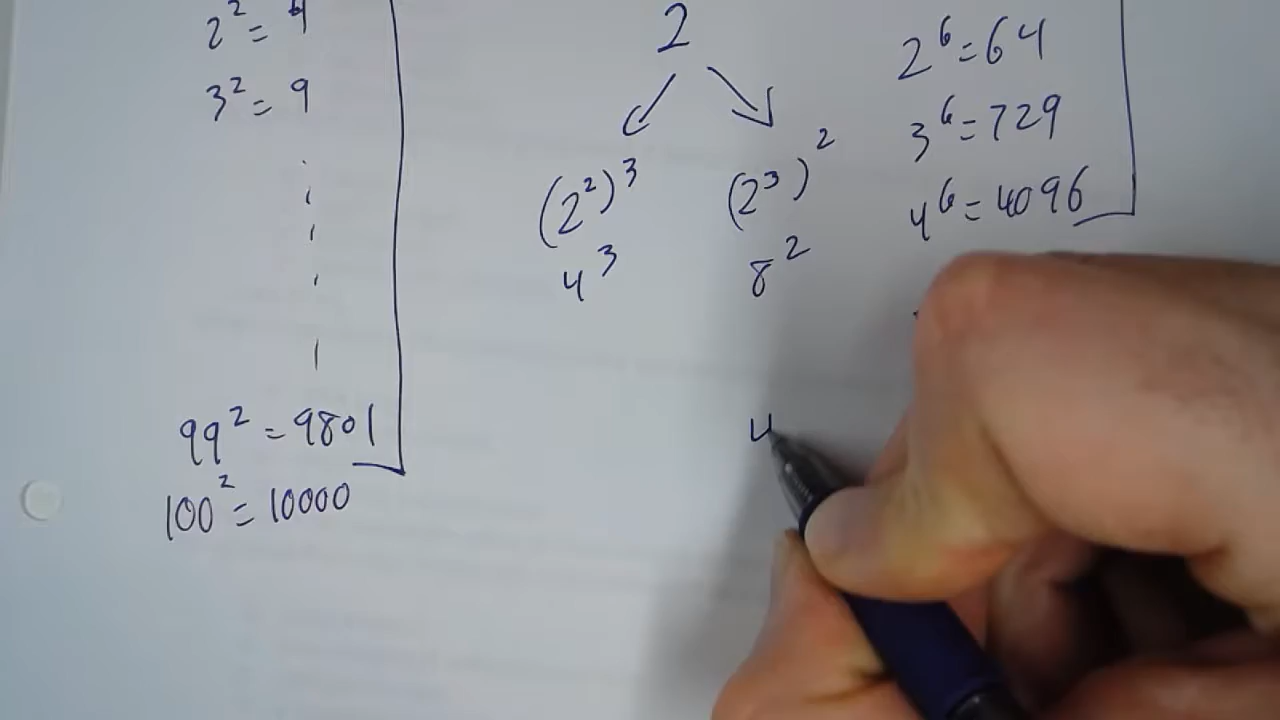 2² = 4
3² = 9
99² = 9801
100² = 10000
2
(2²)³
(2³)²
4³
8²
4
2⁶ = 64
3⁶ = 729
4⁶ = 4096